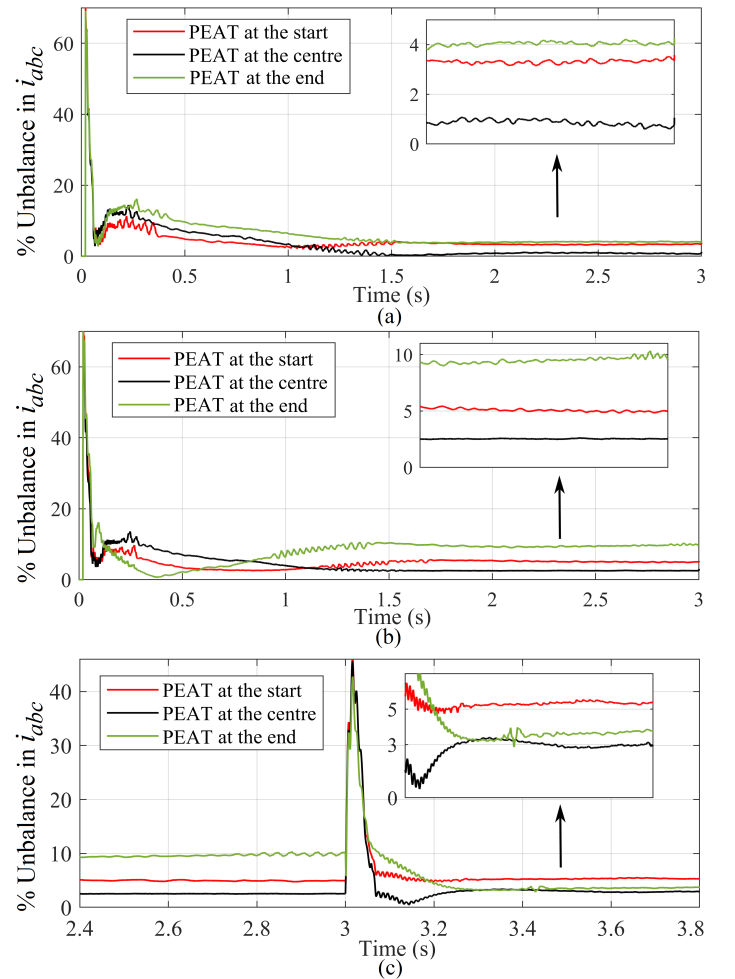 % Unbalance in i_abc
60
40
20
0
PEAT at the start
PEAT at the centre
PEAT at the end
4
2
0
0 0.5 1 1.5 2 2.5 3
Time (s)
(a)
% Unbalance in i_abc
60
40
20
0
PEAT at the start
PEAT at the centre
PEAT at the end
10
5
0
0 0.5 1 1.5 2 2.5 3
Time (s)
(b)
% Unbalance in i_abc
40
30
20
10
0
PEAT at the start
PEAT at the centre
PEAT at the end
5
3
0
2.4 2.6 2.8 3 3.2 3.4 3.6 3.8
Time (s)
(c)